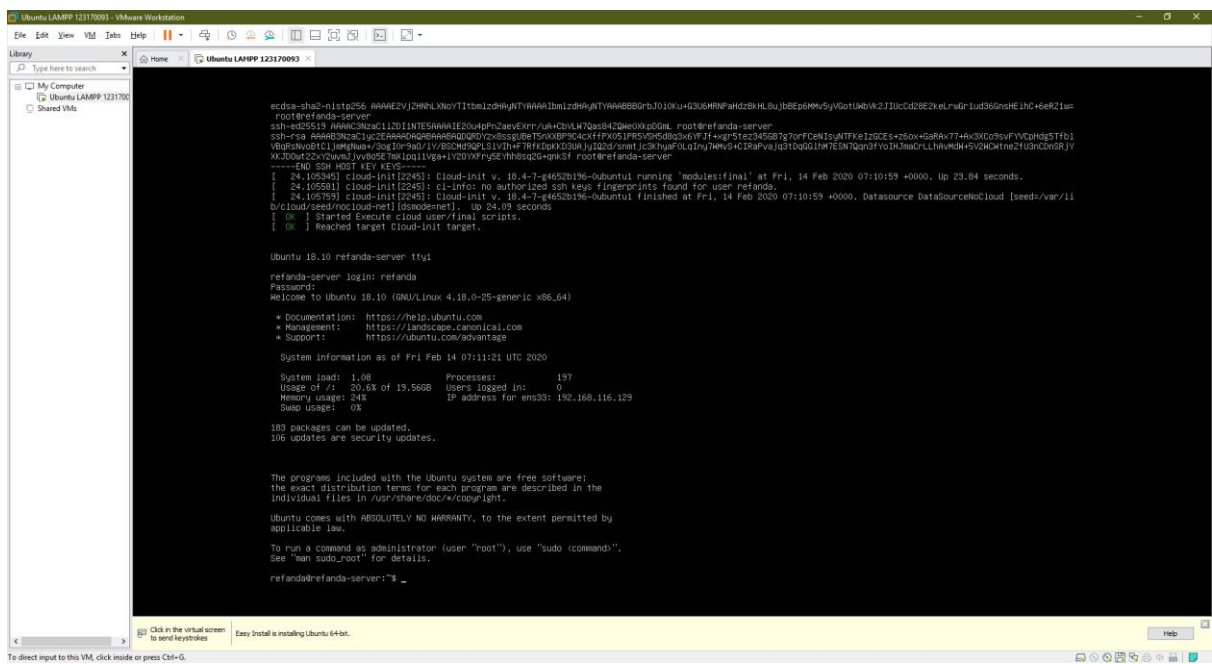 Ubuntu LAMPP 123170093 - VMware Workstation
File Edit View VM Tabs Help
Library
Type here to search
My Computer
Ubuntu LAMPP 123170
Shared VMs
Home
Ubuntu LAMPP 123170093
root@refanda-server
root@refanda-server
root@refanda-server
-----END SSH HOST KEY KEYS-----
[ 24.105345] cloud-init[2245]: Cloud-init v. 18.4-7-g4652b196-0ubuntu1 running 'modules:final' at Fri, 14 Feb 2020 07:10:59 +0000. Up 23.84 seconds.
[ 24.105581] cloud-init[2245]: ci-info: no authorized ssh keys fingerprints found for user refanda.
[ 24.105759] cloud-init[2245]: Cloud-init v. 18.4-7-g4652b196-0ubuntu1 finished at Fri, 14 Feb 2020 07:10:59 +0000. Datasource DataSourceNoCloud [seed=/var/li
b/cloud/seed/nocloud-net][dsmode=net]. Up 24.09 seconds
[ OK ] Started Execute cloud user/final scripts.
[ OK ] Reached target Cloud-init target.
Ubuntu 18.10 refanda-server tty1
refanda-server login: refanda
Password:
Welcome to Ubuntu 18.10 (GNU/Linux 4.18.0-25-generic x86_64)
* Documentation: https://help.ubuntu.com
* Management: https://landscape.canonical.com
* Support: https://ubuntu.com/advantage
System information as of Fri Feb 14 07:11:21 UTC 2020
System load: 1.08 Processes: 197
Usage of /: 20.6% of 19.56GB Users logged in: 0
Memory usage: 24% IP address for ens33: 192.168.116.129
Swap usage: 0%
183 packages can be updated.
106 updates are security updates.
The programs included with the Ubuntu system are free software;
the exact distribution terms for each program are described in the
individual files in /usr/share/doc/*/copyright.
Ubuntu comes with ABSOLUTELY NO WARRANTY, to the extent permitted by
applicable law.
To run a command as administrator (user "root"), use "sudo <command>".
See "man sudo_root" for details.
refanda@refanda-server:~$ _
Click in the virtual screen
to send keystrokes
Easy Install is installing Ubuntu 64-bit.
Help
To direct input to this VM, click inside or press Ctrl+G.